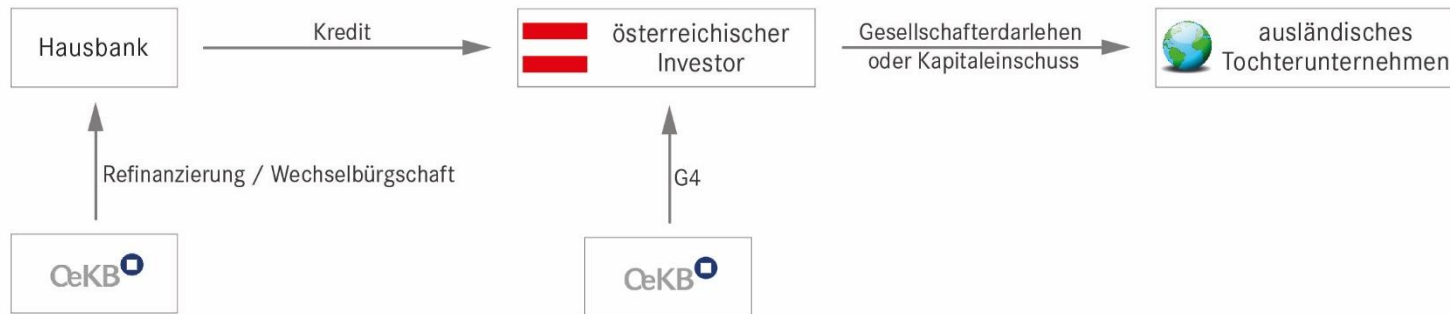 Hausbank
Kredit
österreichischer
Investor
Gesellschafterdarlehen
oder Kapitaleinschuss
ausländisches
Tochterunternehmen
Refinanzierung / Wechselbürgschaft
G4
OeKB
OeKB